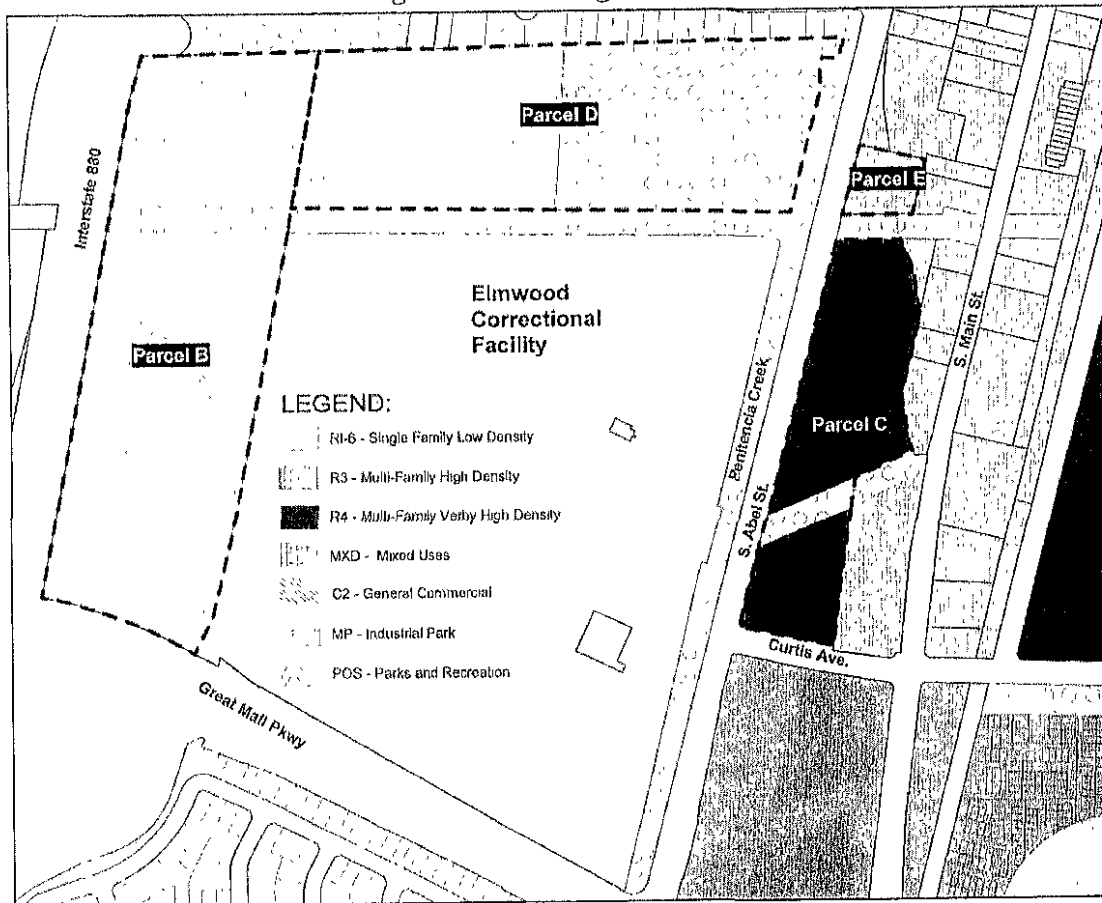 Parcel D
Parcel E
Interstate 880
Elmwood
Correctional
Facility
Parcel B
S. Main St.
Penitencia Creek
Parcel C
S. Abel St.
LEGEND:
RI-6 - Single Family Low Density
R3 - Multi-Family High Density
R4 - Multi-Family Verby High Density
MXD - Mixed Uses
C2 - General Commercial
MP - Industrial Park
POS - Parks and Recreation
Curtis Ave.
Great Mall Pkwy